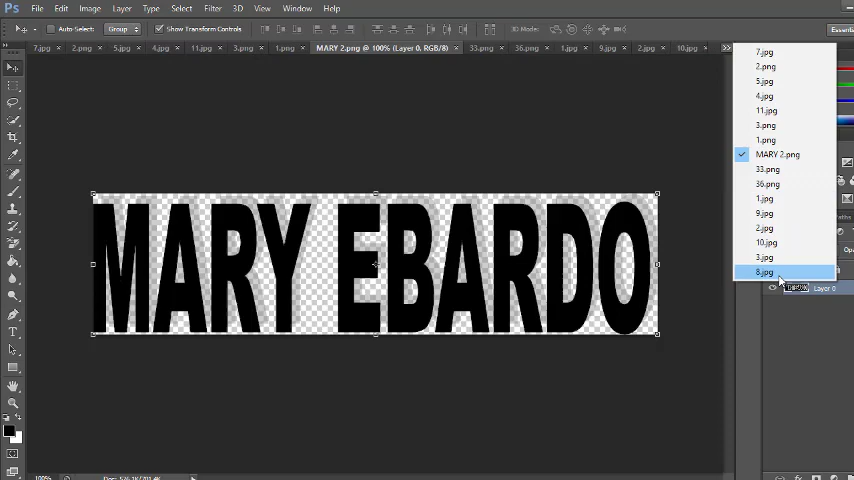 Ps File Edit Image Layer Type Select Filter 3D View Window Help
Auto-Select: Group Show Transform Controls 3D Mode: Essenti
7.jpg × 2.png × 5.jpg × 4.jpg × 11.jpg × 3.png × 1.png × MARY 2.png @ 100% (Layer 0, RGB/8) × 33.png × 36.png × 1.jpg × 9.jpg × 2.jpg × 10.jpg ×
7.jpg
2.png
5.jpg
4.jpg
11.jpg
3.png
1.png
MARY 2.png
33.png
36.png
1.jpg
9.jpg
2.jpg
10.jpg
3.jpg
8.jpg
Layer 0
MARY EBARDO
100%